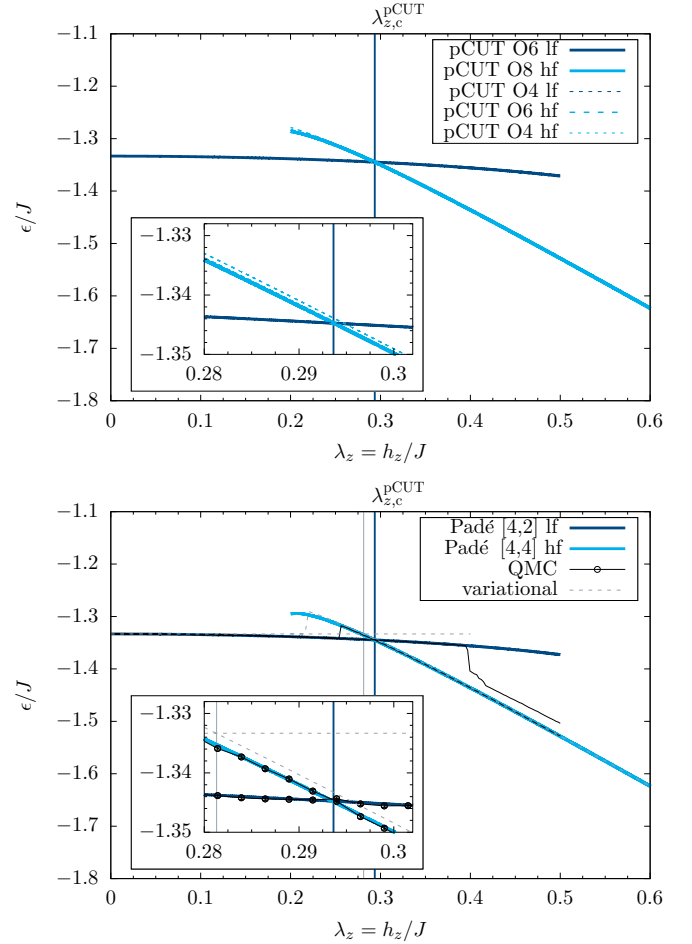 λ_{z,c}^{pCUT}
−1.1
−1.2
−1.3
−1.4
−1.5
−1.6
−1.7
−1.8
ϵ/J
pCUT O6 lf
pCUT O8 hf
pCUT O4 lf
pCUT O6 hf
pCUT O4 hf
−1.33
−1.34
−1.35
0.28 0.29 0.3
0 0.1 0.2 0.3 0.4 0.5 0.6
λ_z = h_z/J
λ_{z,c}^{pCUT}
−1.1
−1.2
−1.3
−1.4
−1.5
−1.6
−1.7
−1.8
ϵ/J
Padé [4,2] lf
Padé [4,4] hf
QMC
variational
−1.33
−1.34
−1.35
0.28 0.29 0.3
0 0.1 0.2 0.3 0.4 0.5 0.6
λ_z = h_z/J